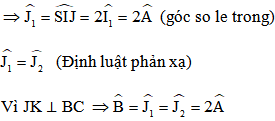 ⇒ Ĵ₁ = SIJ^ = 2Î₁ = 2Â (góc so le trong)
Ĵ₁ = Ĵ₂ (Định luật phản xạ)
Vì JK ⊥ BC ⇒ B̂ = Ĵ₁ = Ĵ₂ = 2Â